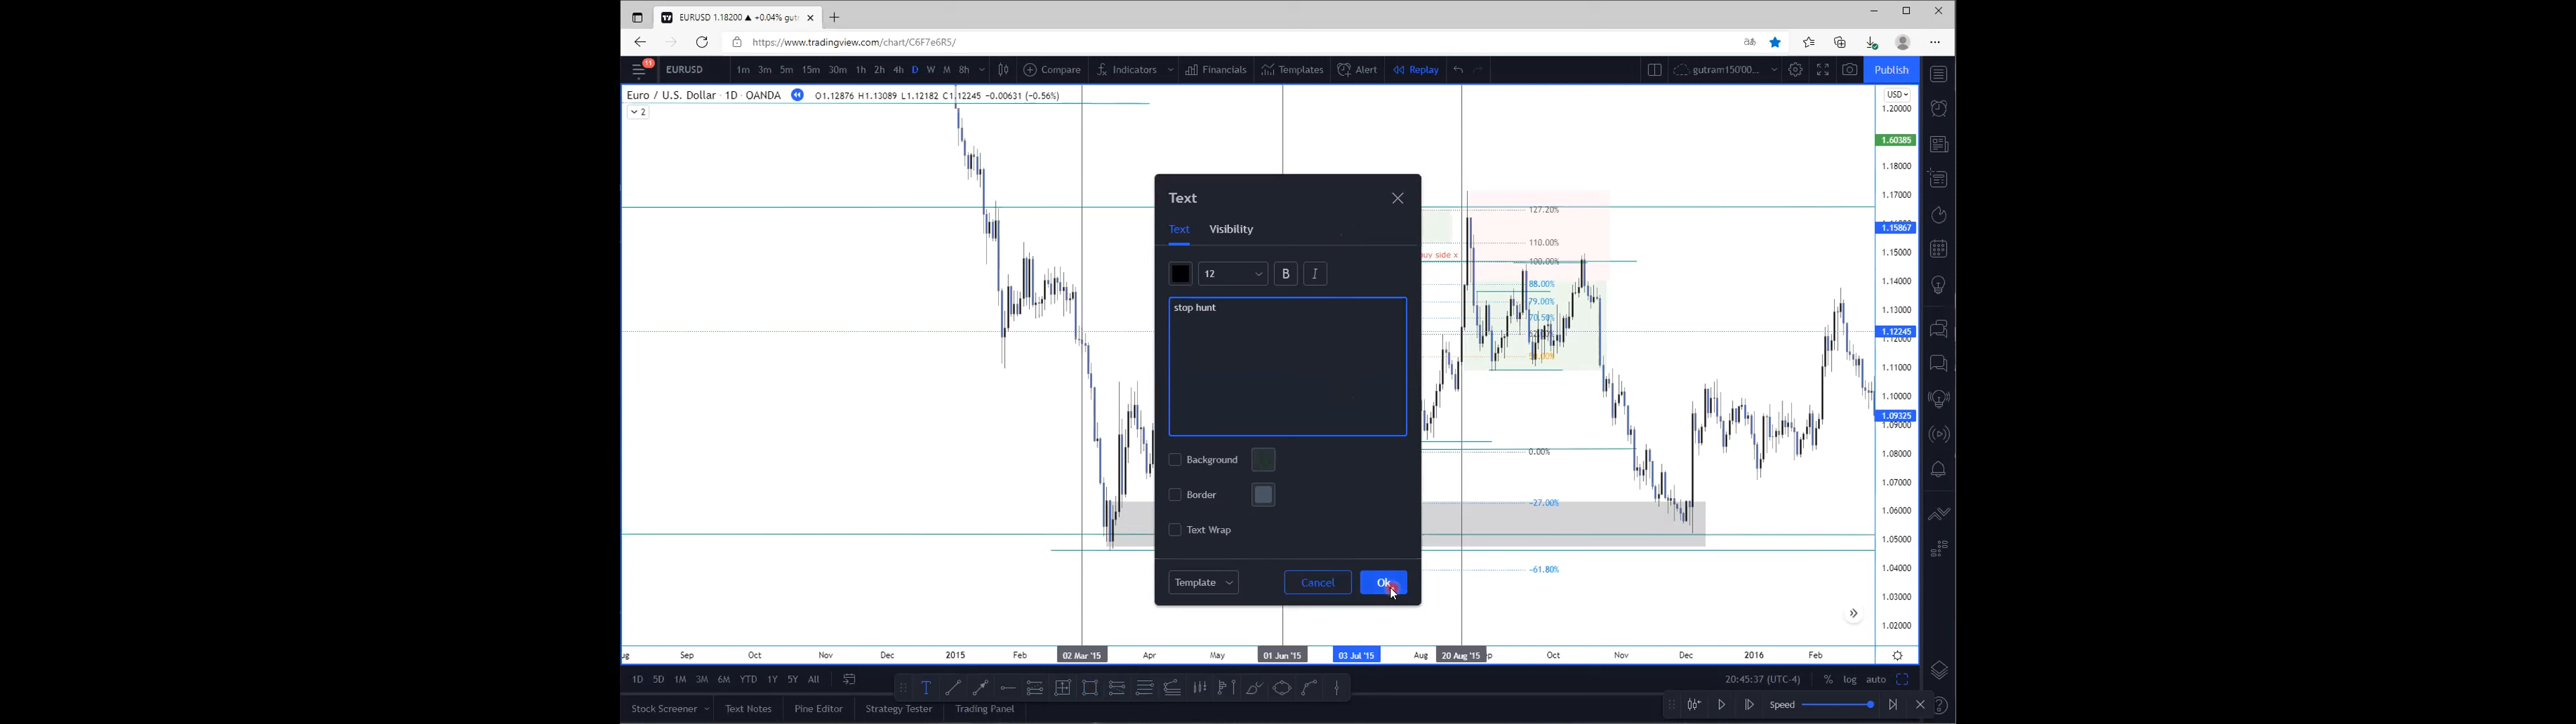 EURUSD 1.18200 ▲ +0.04% gut
https://www.tradingview.com/chart/C6F7e6R5/
11
EURUSD 1m 3m 5m 15m 30m 1h 2h 4h D W M 8h Compare Indicators Financials Templates Alert Replay gutram150'00... Publish
Euro / U.S. Dollar · 1D · OANDA O1.12876 H1.13089 L1.12182 C1.12245 −0.00631 (−0.56%)
2
USD
1.20000
1.60385
1.18000
1.17000
1.15867
1.15000
1.14000
1.13000
1.12245
1.12000
1.11000
1.10000
1.09325
1.09000
1.08000
1.07000
1.06000
1.05000
1.04000
1.03000
1.02000
127.20%
110.00%
100.00%
88.00%
79.00%
70.50%
0.00%
-27.00%
-61.80%
buy side x
Text
Text Visibility
12 B I
stop hunt
Background
Border
Text Wrap
Template Cancel Ok
Sep Oct Nov Dec 2015 Feb 02 Mar '15 Apr May 01 Jun '15 03 Jul '15 Aug 20 Aug '15 Oct Nov Dec 2016 Feb
1D 5D 1M 3M 6M YTD 1Y 5Y All 20:45:37 (UTC-4) % log auto
Stock Screener Text Notes Pine Editor Strategy Tester Trading Panel Speed